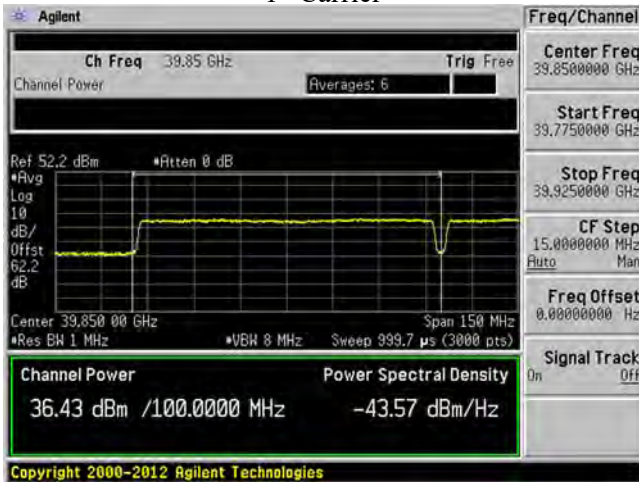 Agilent
Freq/Channel
Ch Freq 39.85 GHz Trig Free
Channel Power Averages: 6
Center Freq
39.8500000 GHz
Start Freq
39.7750000 GHz
Stop Freq
39.9250000 GHz
CF Step
15.0000000 MHz
Auto Man
Freq Offset
0.00000000 Hz
Signal Track
On Off
Ref 52.2 dBm #Atten 0 dB
#Avg
Log
10
dB/
Offst
62.2
dB
Center 39.850 00 GHz Span 150 MHz
#Res BW 1 MHz #VBW 8 MHz Sweep 999.7 µs (3000 pts)
Channel Power Power Spectral Density
36.43 dBm /100.0000 MHz -43.57 dBm/Hz
Copyright 2000-2012 Agilent Technologies